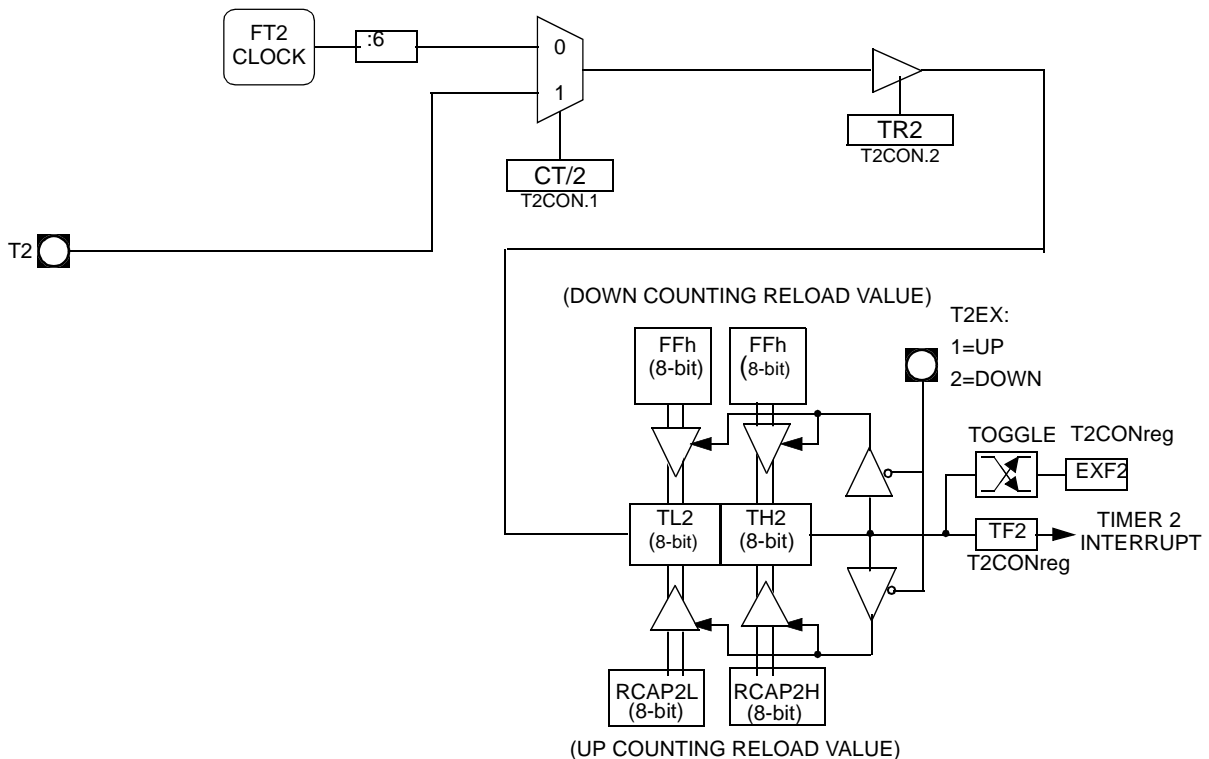 FT2
CLOCK
:6
0
1
TR2
T2CON.2
CT/2
T2CON.1
T2
(DOWN COUNTING RELOAD VALUE)
T2EX:
1=UP
2=DOWN
FFh
(8-bit)
FFh
(8-bit)
TOGGLE
T2CONreg
EXF2
TL2
(8-bit)
TH2
(8-bit)
TF2
T2CONreg
TIMER 2
INTERRUPT
RCAP2L
(8-bit)
RCAP2H
(8-bit)
(UP COUNTING RELOAD VALUE)